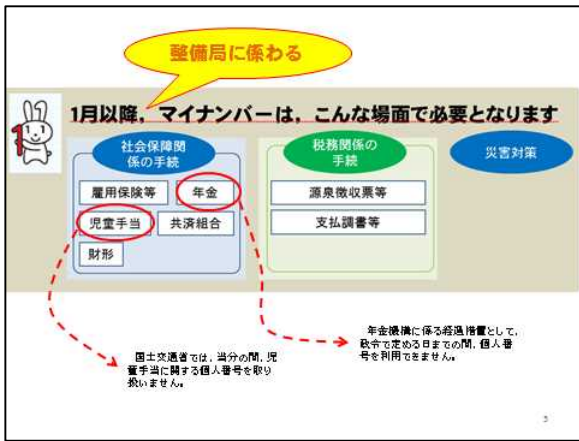 整備局に係わる
1月以降，マイナンバーは，こんな場面で必要となります
社会保障関
係の手続
雇用保険等
年金
児童手当
共済組合
財形
税務関係の
手続
源泉徴収票等
支払調書等
災害対策
国土交通省では，当分の間，児
童手当に関する個人番号を取り
扱いません。
年金機構に係る経過措置として，
政令で定める日までの間，個人番
号を利用できません。
5